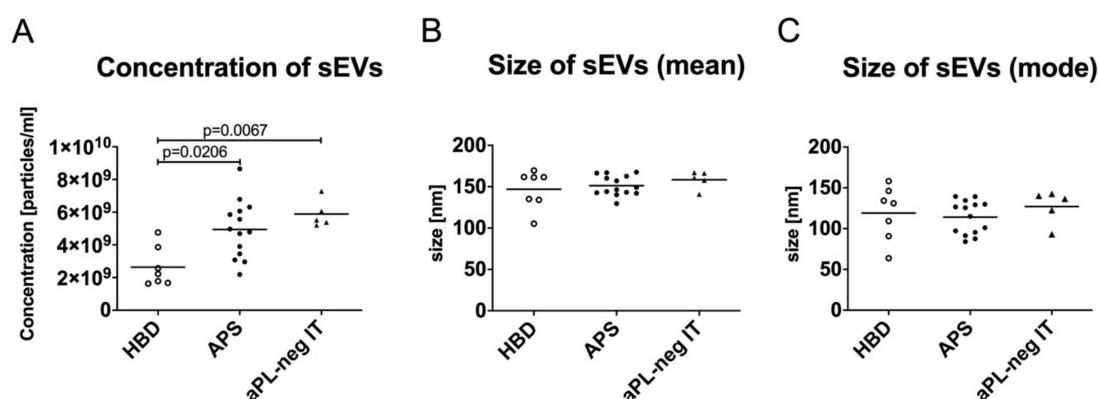 A
Concentration of sEVs
Concentration [particles/ml]
1×10¹⁰
8×10⁹
6×10⁹
4×10⁹
2×10⁹
0
p=0.0067
p=0.0206
HBD
APS
aPL-neg IT
B
Size of sEVs (mean)
size [nm]
200
150
100
50
0
HBD
APS
aPL-neg IT
C
Size of sEVs (mode)
size [nm]
200
150
100
50
0
HBD
APS
aPL-neg IT